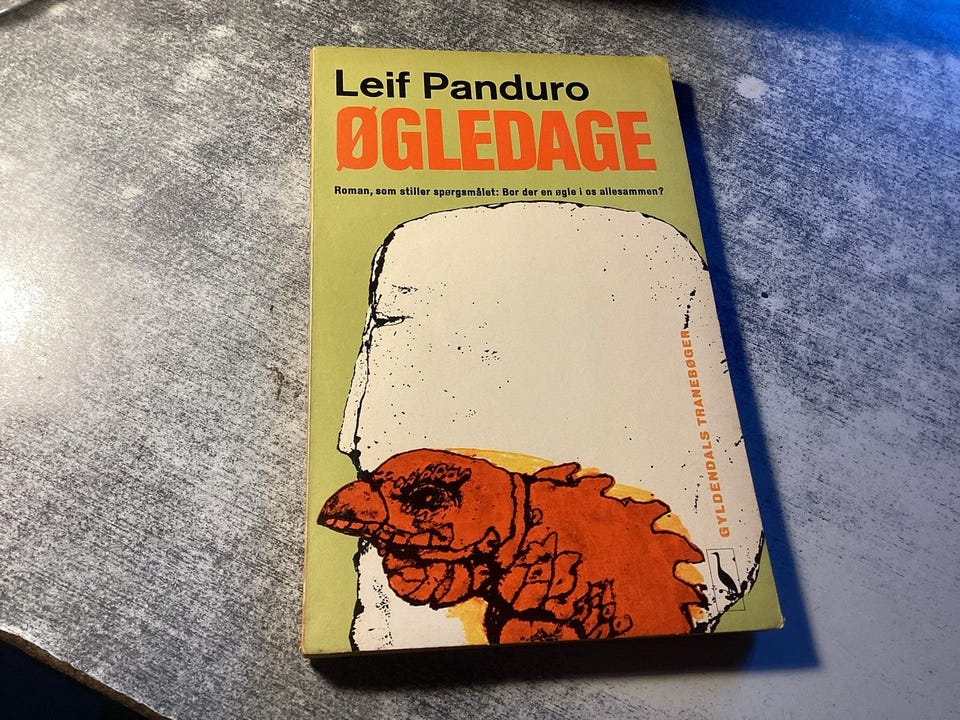 Leif Panduro
ØGLEDAGE
Roman, som stiller spørgsmålet: Bor der en øgle i os allesammen?
GYLDENDALS TRANEBØGER